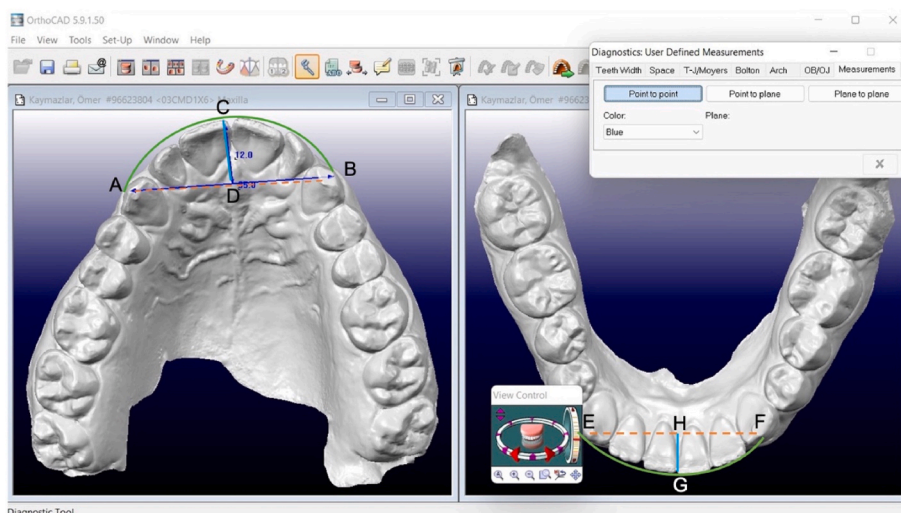 OrthoCAD 5.9.1.50
File View Tools Set-Up Window Help
Diagnostics: User Defined Measurements
Teeth Width Space T-J/Moyers Bolton Arch OB/OJ Measurements
Point to point Point to plane Plane to plane
Color: Plane:
Blue
Kaymazlar, Ömer #96623804 <03CMD1X6> Maxilla
Kaymazlar, Ömer #96623
C
12.0
A
B
D
View Control
E H F
G
Diagnostic Tool